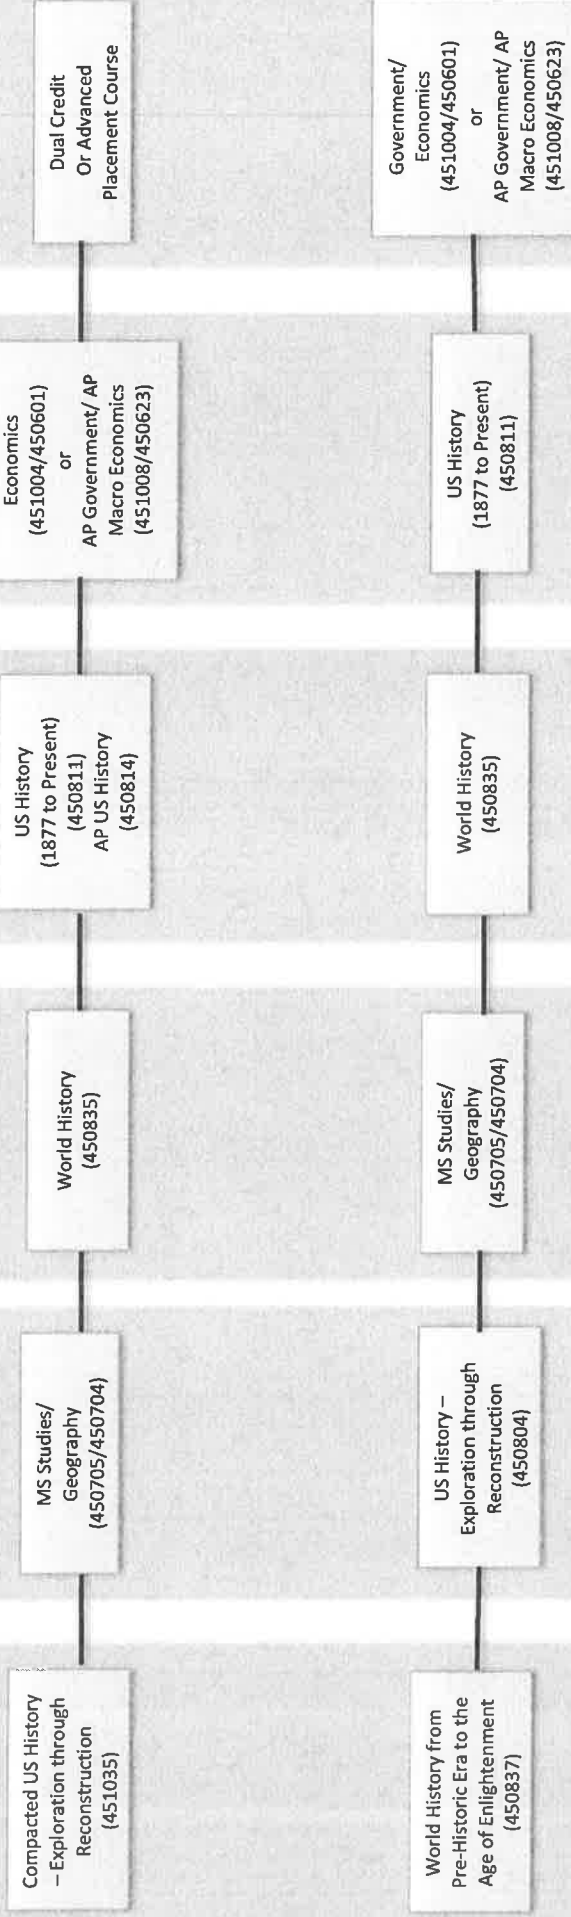 Compacted US History
– Exploration through
Reconstruction
(451035)
MS Studies/
Geography
(450705/450704)
World History
(450835)
US History
(1877 to Present)
(450811)
AP US History
(450814)
Economics
(451004/450601)
or
AP Government/ AP
Macro Economics
(451008/450623)
Dual Credit
Or Advanced
Placement Course
World History from
Pre-Historic Era to the
Age of Enlightenment
(450837)
US History –
Exploration through
Reconstruction
(450804)
MS Studies/
Geography
(450705/450704)
World History
(450835)
US History
(1877 to Present)
(450811)
Government/
Economics
(451004/450601)
or
AP Government/ AP
Macro Economics
(451008/450623)